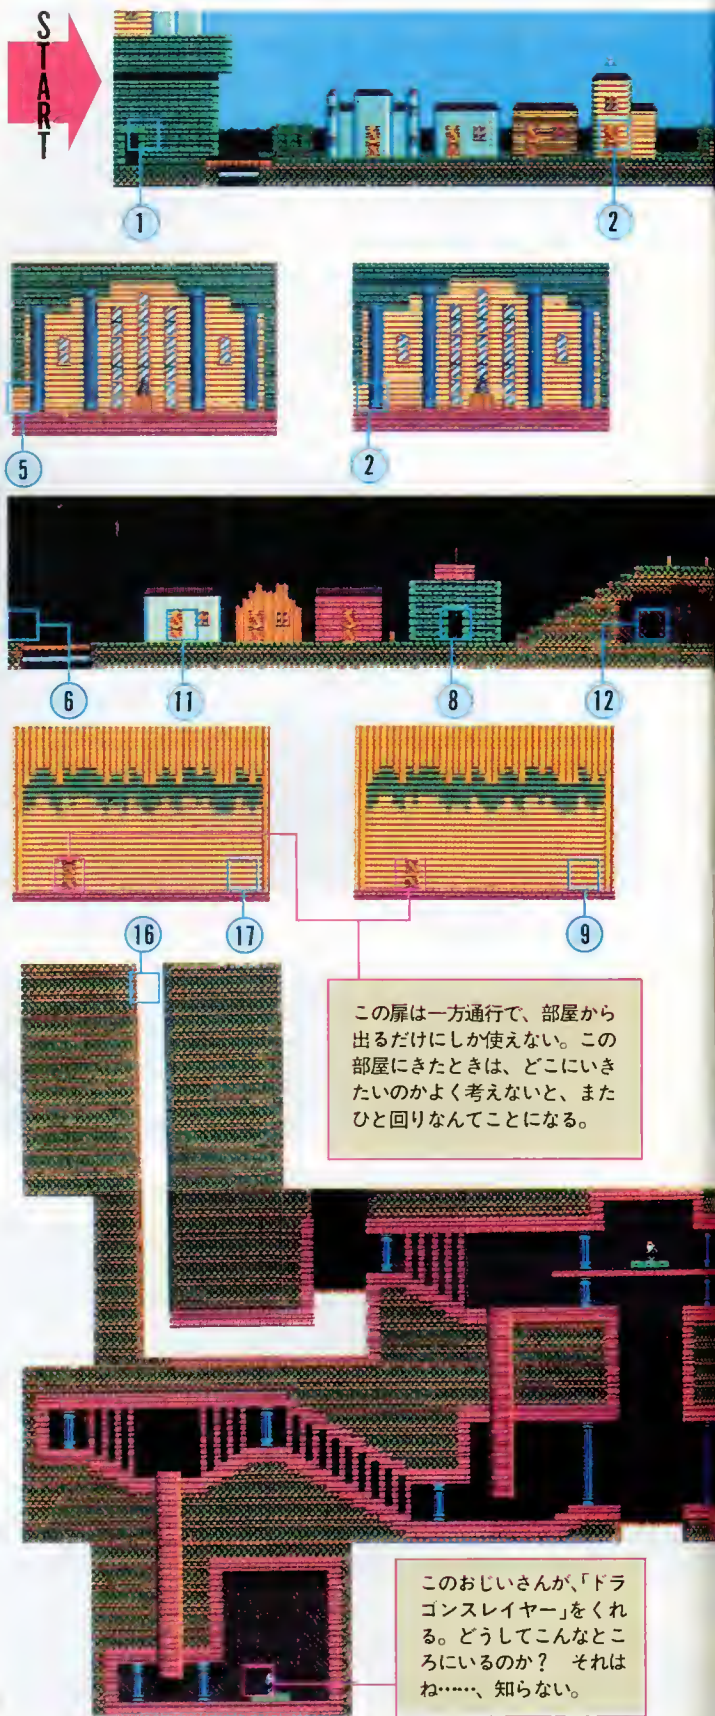 START
1
2
5
2
6
11
8
12
17
9
16
この扉は一方通行で、部屋から
出るだけにしか使えない。この
部屋にきたときは、どこにいき
たいのかよく考えないと、また
ひと回りなんてことになる。
このおじいさんが、「ドラ
ゴンスレイヤー」をくれ
る。どうしてこんなとこ
ろにいるのか？　それは
ね……、知らない。